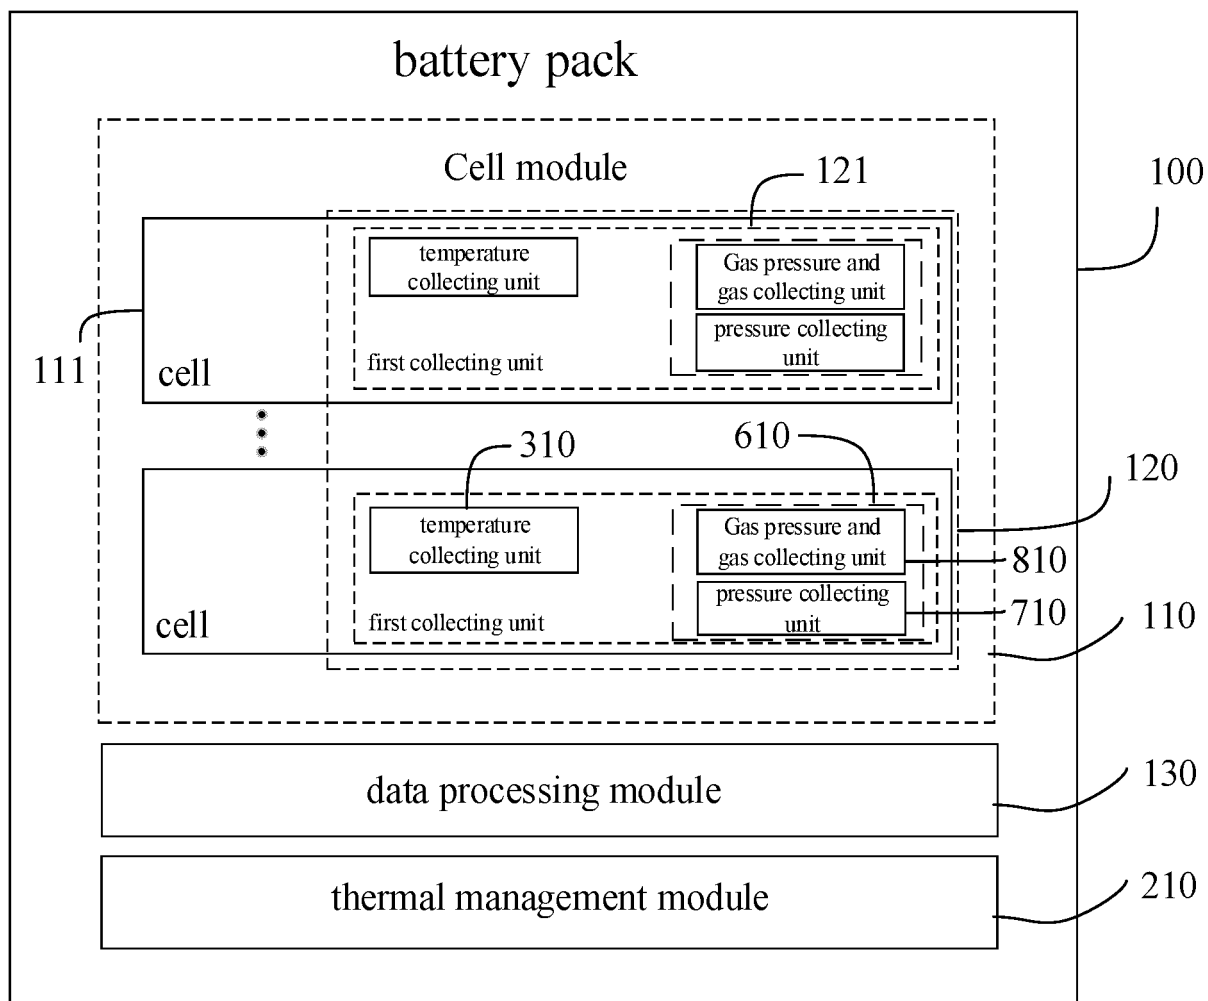 battery pack
Cell module
121
100
temperature
collecting unit
Gas pressure and
gas collecting unit
pressure collecting
unit
first collecting unit
111
cell
310
610
120
temperature
collecting unit
Gas pressure and
gas collecting unit
810
pressure collecting
unit
710
first collecting unit
cell
110
data processing module
130
thermal management module
210